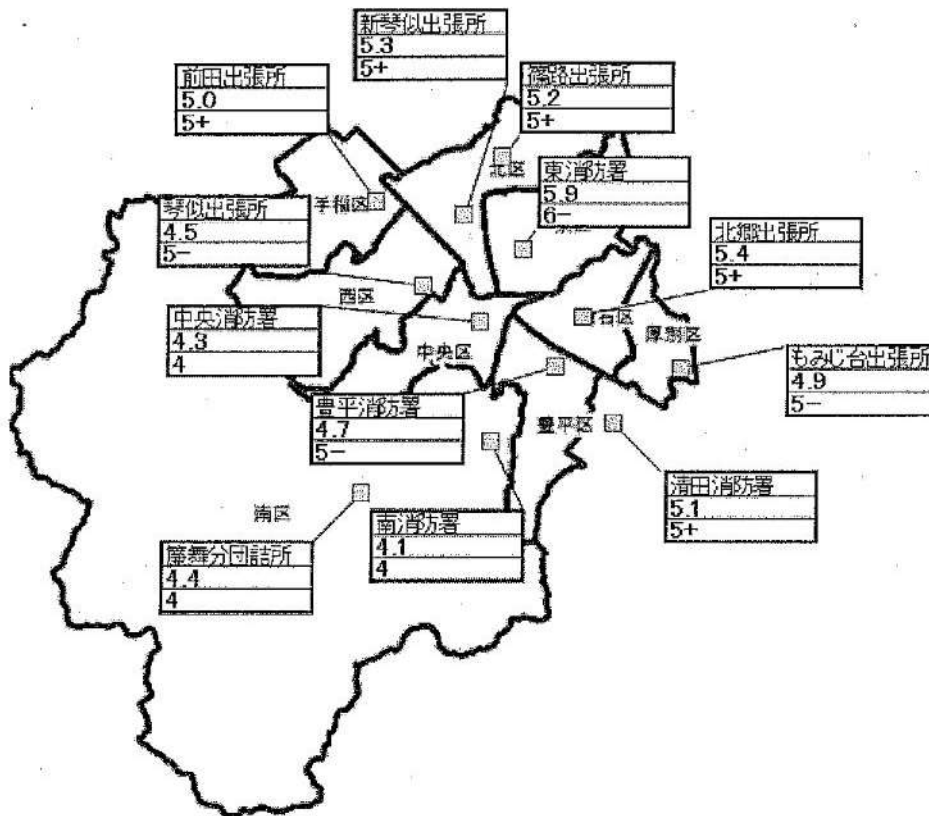 新琴似出張所
5.3
5+
前田出張所
5.0
5+
篠路出張所
5.2
5+
北区
東消防署
5.9
6−
手稲区
琴似出張所
4.5
5−
北郷出張所
5.4
5+
西区
中央消防署
4.3
4
中央区
石区
厚別区
もみじ台出張所
4.9
5−
豊平消防署
4.7
5−
豊平区
清田消防署
5.1
5+
南区
南消防署
4.1
4
簾舞分団詰所
4.4
4